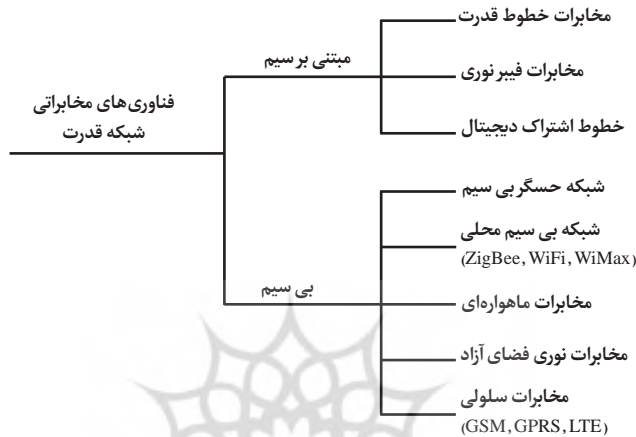 فناوری‌های مخابراتی
شبکه قدرت
مبتنی بر سیم
مخابرات خطوط قدرت
مخابرات فیبر نوری
خطوط اشتراک دیجیتال
بی سیم
شبکه حسگر بی سیم
شبکه بی سیم محلی
(ZigBee, WiFi, WiMax)
مخابرات ماهواره‌ای
مخابرات نوری فضای آزاد
مخابرات سلولی
(GSM, GPRS, LTE)